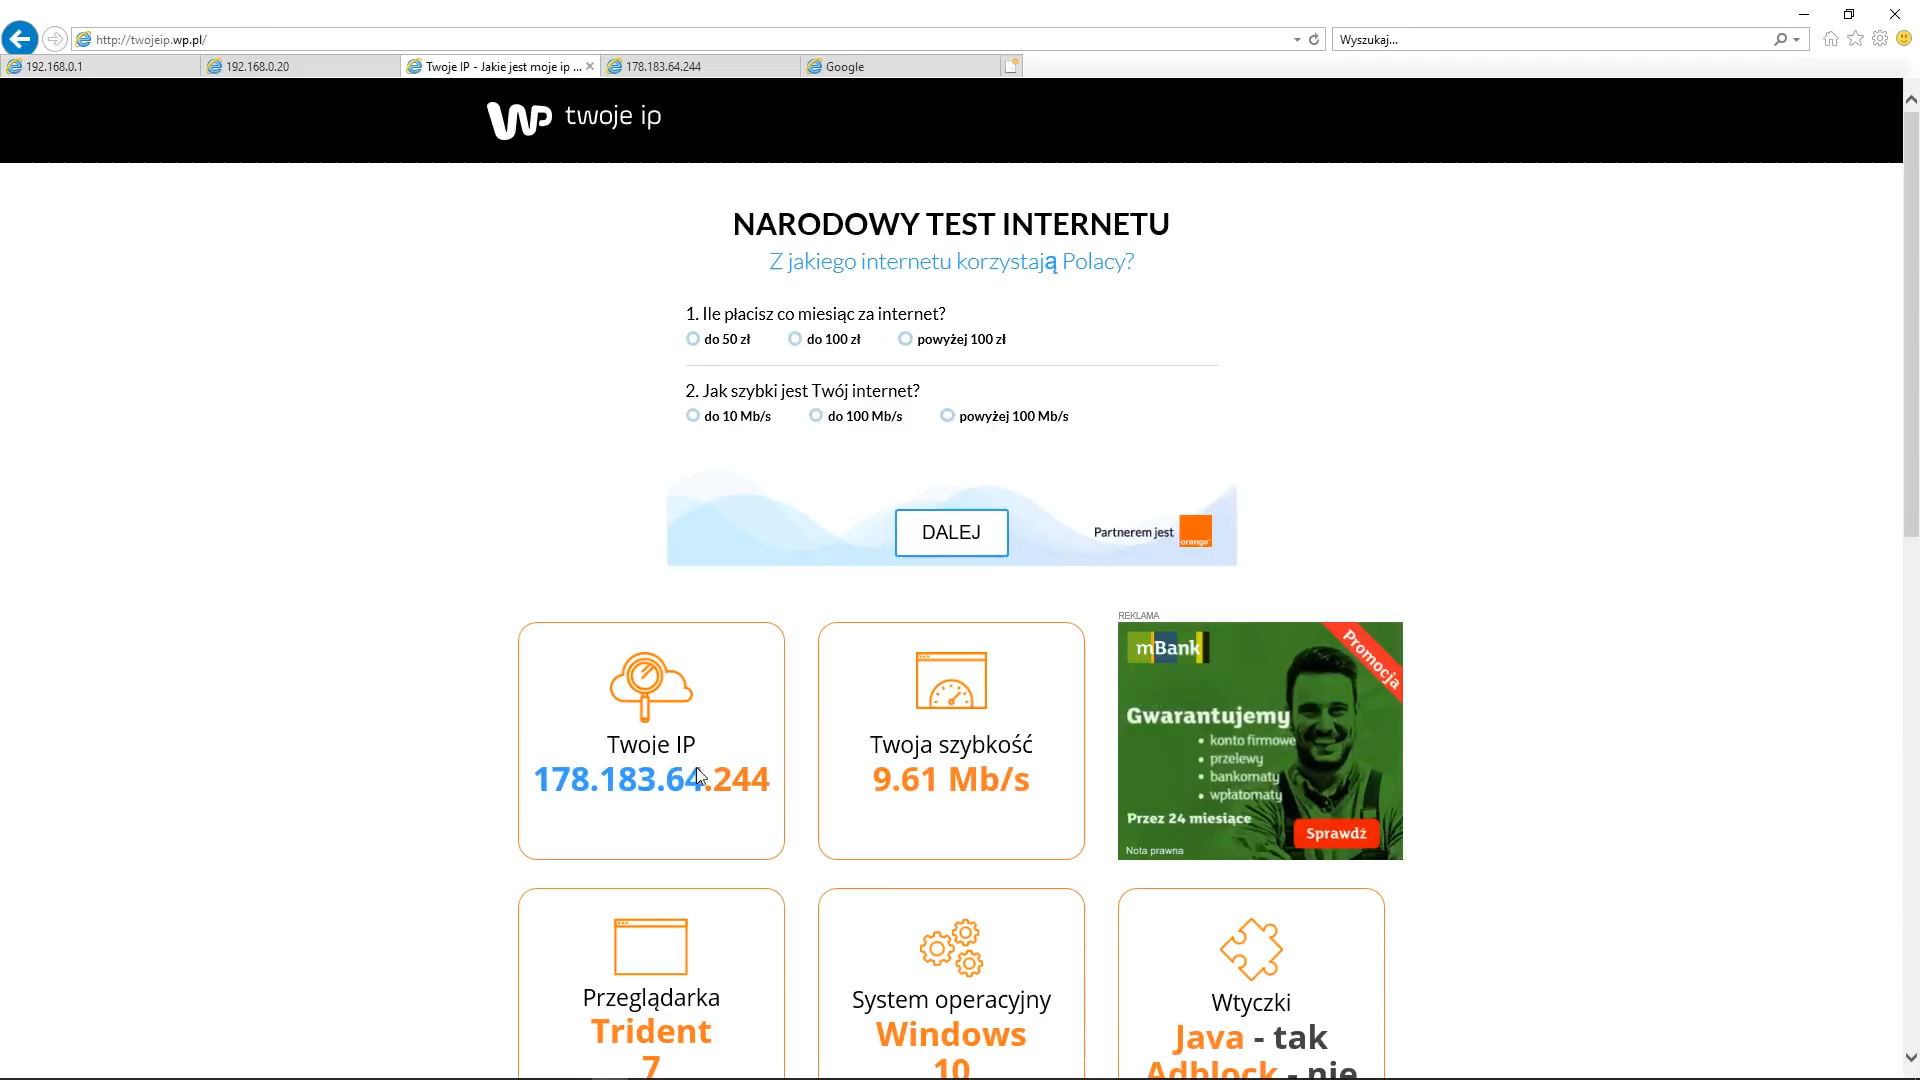 http://twojeip.wp.pl/
Wyszukaj...
192.168.0.1
192.168.0.20
Twoje IP - Jakie jest moje ip ...
178.183.64.244
Google
WP twoje ip
NARODOWY TEST INTERNETU
Z jakiego internetu korzystają Polacy?
1. Ile płacisz co miesiąc za internet?
do 50 zł
do 100 zł
powyżej 100 zł
2. Jak szybki jest Twój internet?
do 10 Mb/s
do 100 Mb/s
powyżej 100 Mb/s
DALEJ
Partnerem jest
orange
Twoje IP
178.183.64.244
Twoja szybkość
9.61 Mb/s
REKLAMA
mBank
Promocja
Gwarantujemy
• konto firmowe
• przelewy
• bankomaty
• wpłatomaty
Przez 24 miesiące
Sprawdź
Nota prawna
Przeglądarka
Trident
7
System operacyjny
Windows
10
Wtyczki
Java - tak
Adblock - nie